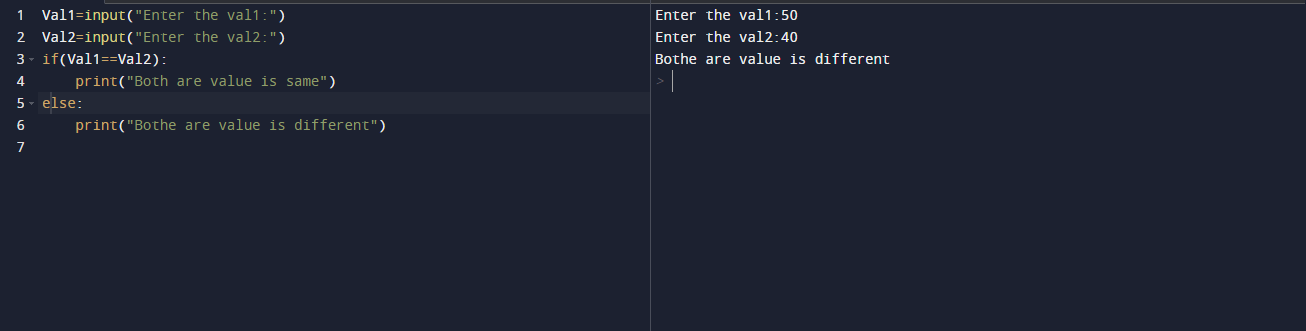 1 Val1=input("Enter the val1:")
2 Val2=input("Enter the val2:")
3 if(Val1==Val2):
4     print("Both are value is same")
5 else:
6     print("Bothe are value is different")
7
Enter the val1:50
Enter the val2:40
Bothe are value is different
>